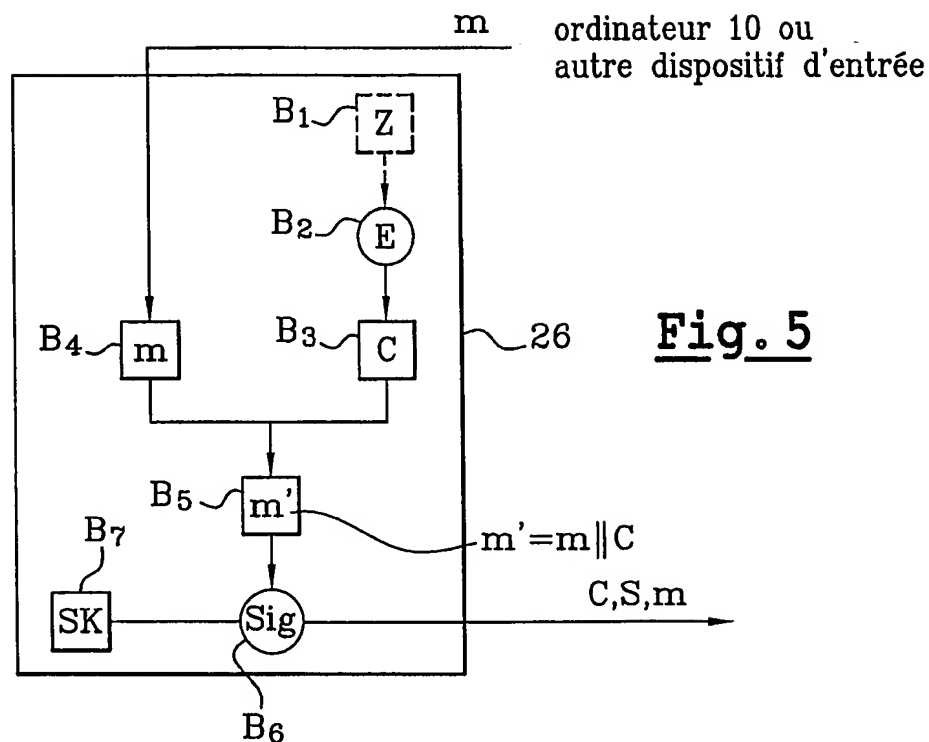 m
ordinateur 10 ou
autre dispositif d'entrée
B1
Z
B2
E
B4
m
B3
C
26
Fig. 5
B5
m'
m'=m||C
B7
SK
Sig
C,S,m
B6